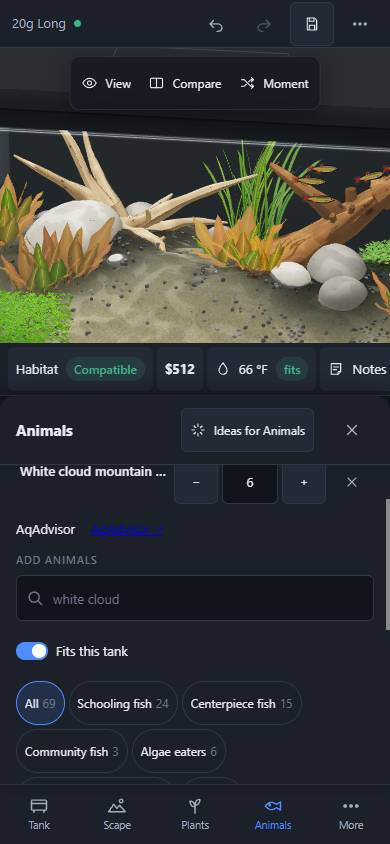 20g Long
View Compare Moment
Habitat Compatible $512 66 °F fits Notes
Animals Ideas for Animals
White cloud mountain ... − 6 +
AqAdvisor AqAdvisor
ADD ANIMALS
white cloud
Fits this tank
All 69 Schooling fish 24 Centerpiece fish 15
Community fish 3 Algae eaters 6
Tank Scape Plants Animals More